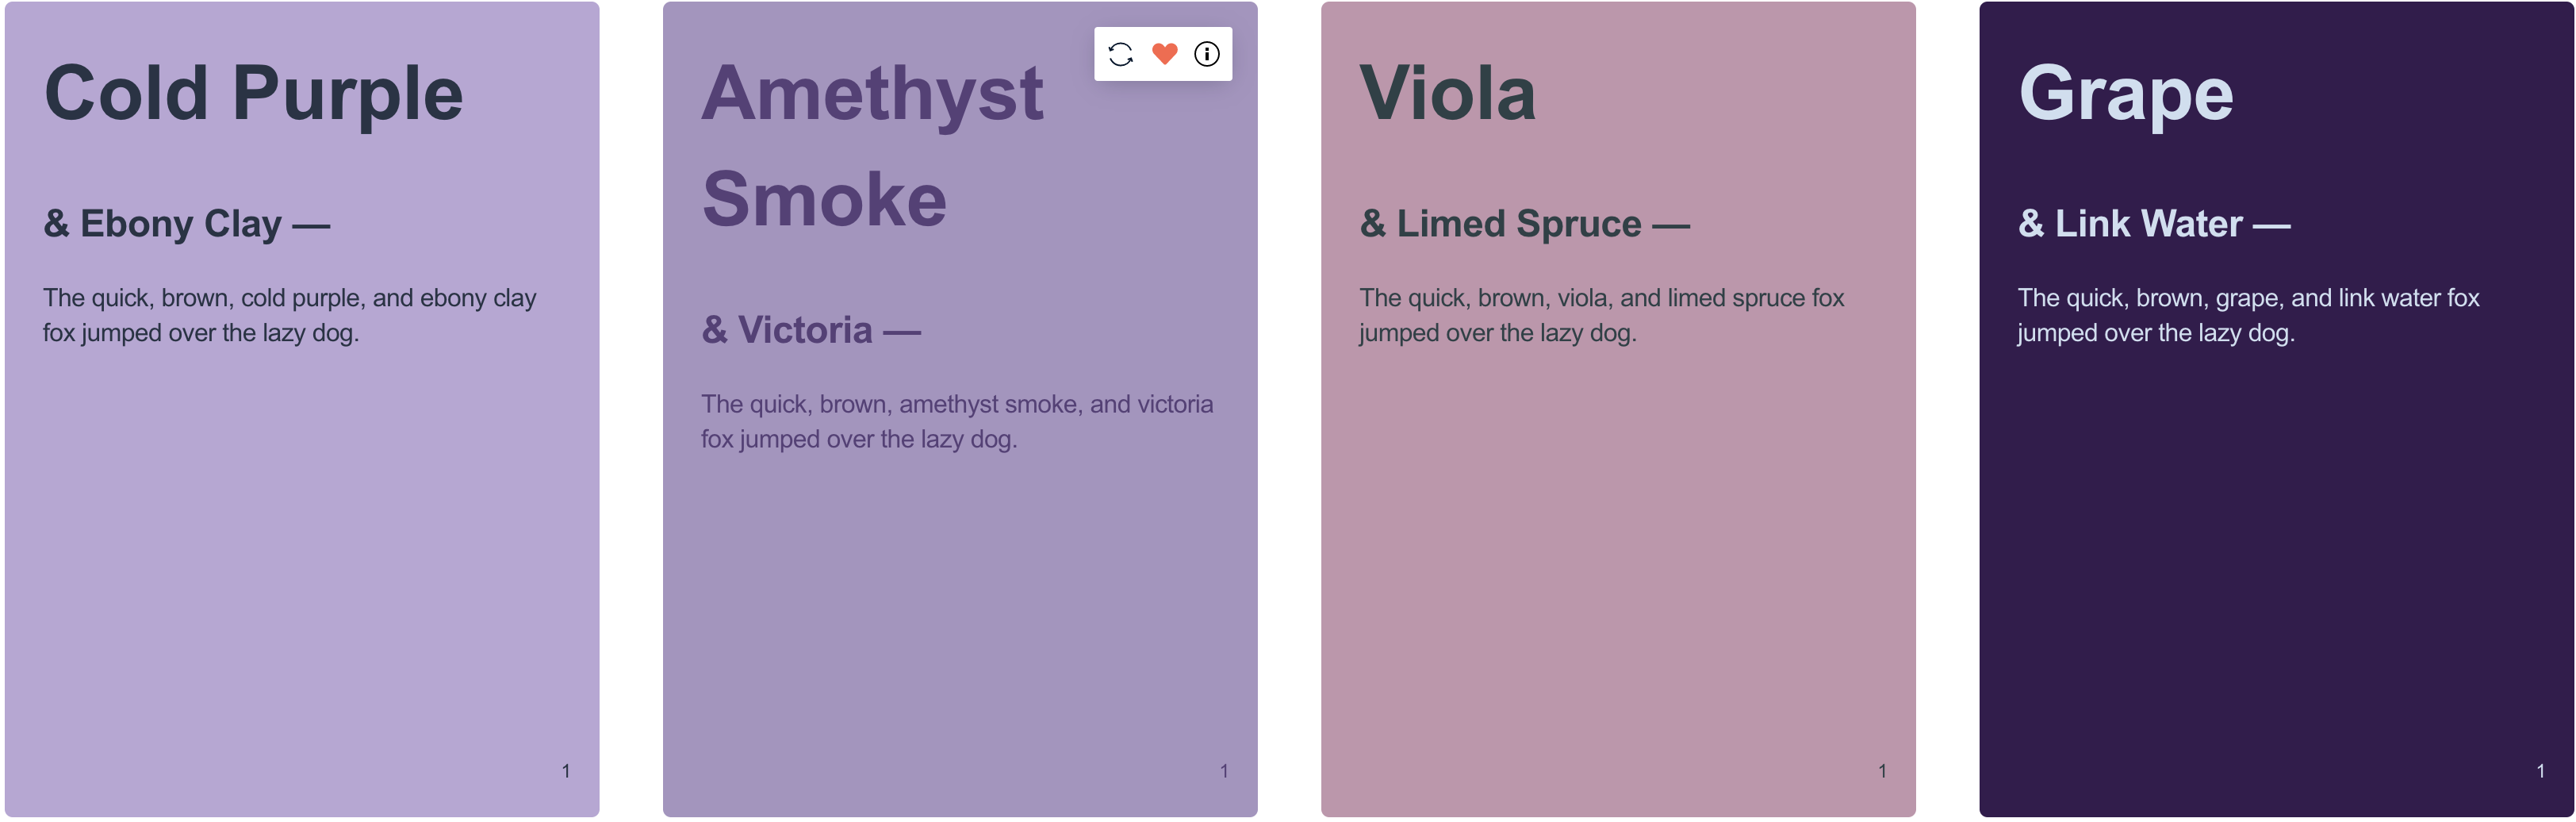 Cold Purple
& Ebony Clay —
The quick, brown, cold purple, and ebony clay
fox jumped over the lazy dog.
1
Amethyst
Smoke
& Victoria —
The quick, brown, amethyst smoke, and victoria
fox jumped over the lazy dog.
1
Viola
& Limed Spruce —
The quick, brown, viola, and limed spruce fox
jumped over the lazy dog.
1
Grape
& Link Water —
The quick, brown, grape, and link water fox
jumped over the lazy dog.
1